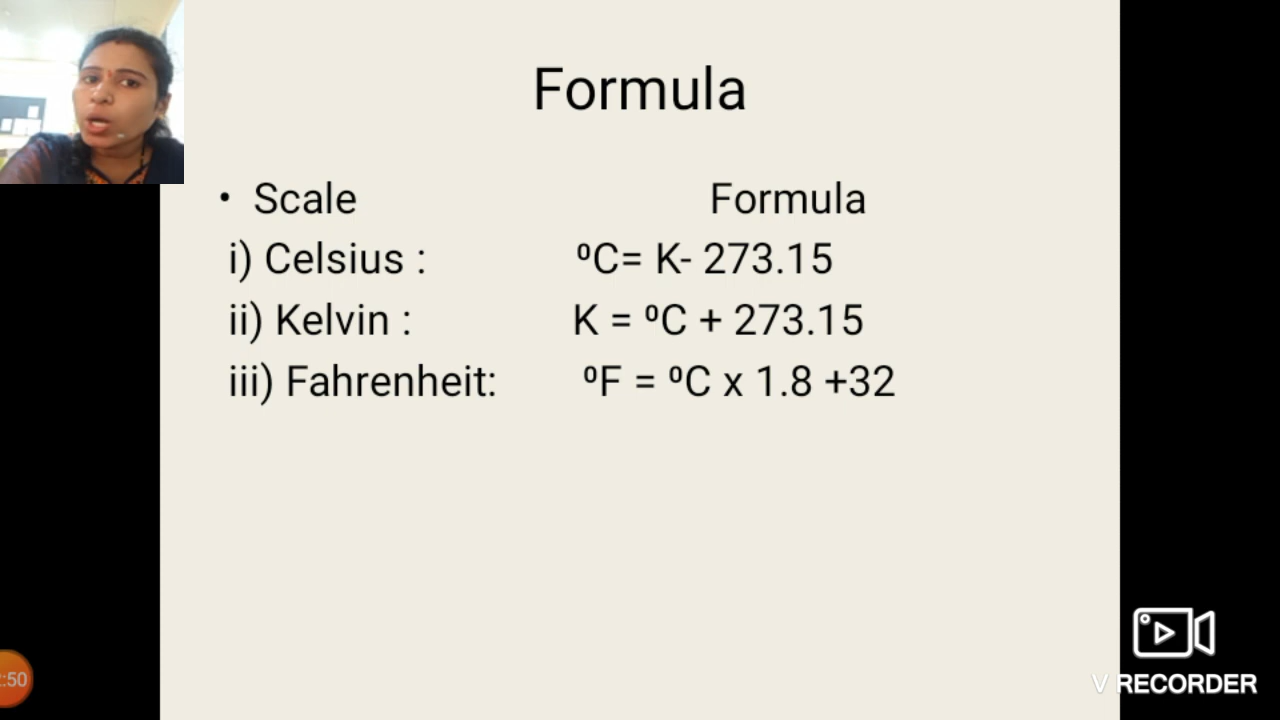 Formula
• Scale Formula
i) Celsius : ⁰C= K- 273.15
ii) Kelvin : K = ⁰C + 273.15
iii) Fahrenheit: ⁰F = ⁰C x 1.8 +32
:50
V RECORDER